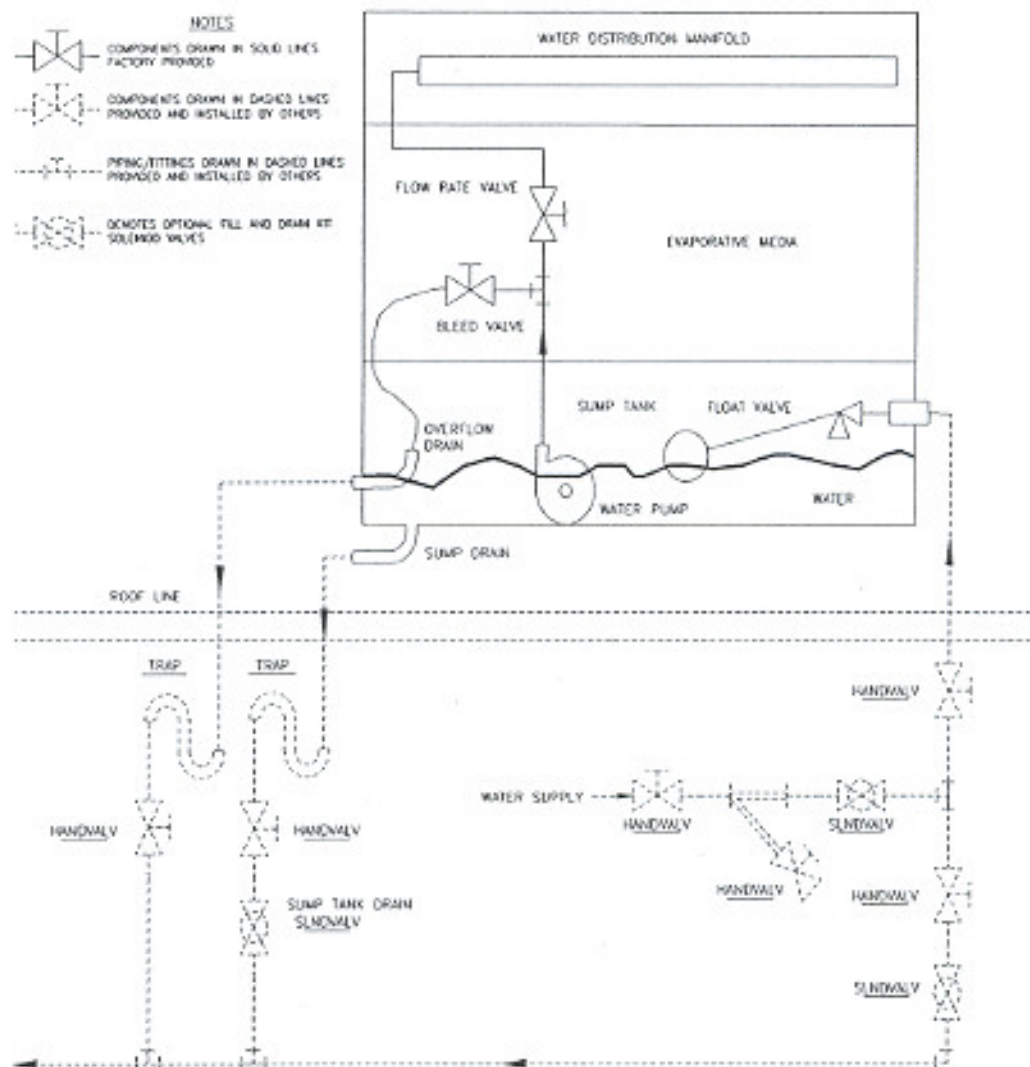 NOTES
COMPONENTS DRAWN IN SOLID LINES
FACTORY PROVIDED
COMPONENTS DRAWN IN DASHED LINES
PROVIDED AND INSTALLED BY OTHERS
PIPING/FITTINGS DRAWN IN DASHED LINES
PROVIDED AND INSTALLED BY OTHERS
DENOTES OPTIONAL FILL AND DRAIN KIT
SOLENOID VALVES
WATER DISTRIBUTION MANIFOLD
FLOW RATE VALVE
EVAPORATIVE MEDIA
BLEED VALVE
SUMP TANK
FLOAT VALVE
OVERFLOW
DRAIN
WATER PUMP
WATER
SUMP DRAIN
ROOF LINE
TRAP
TRAP
HANDVALV
WATER SUPPLY
HANDVALV
SLNDVALV
HANDVALV
HANDVALV
HANDVALV
HANDVALV
SUMP TANK DRAIN
SLNDVALV
SLNDVALV